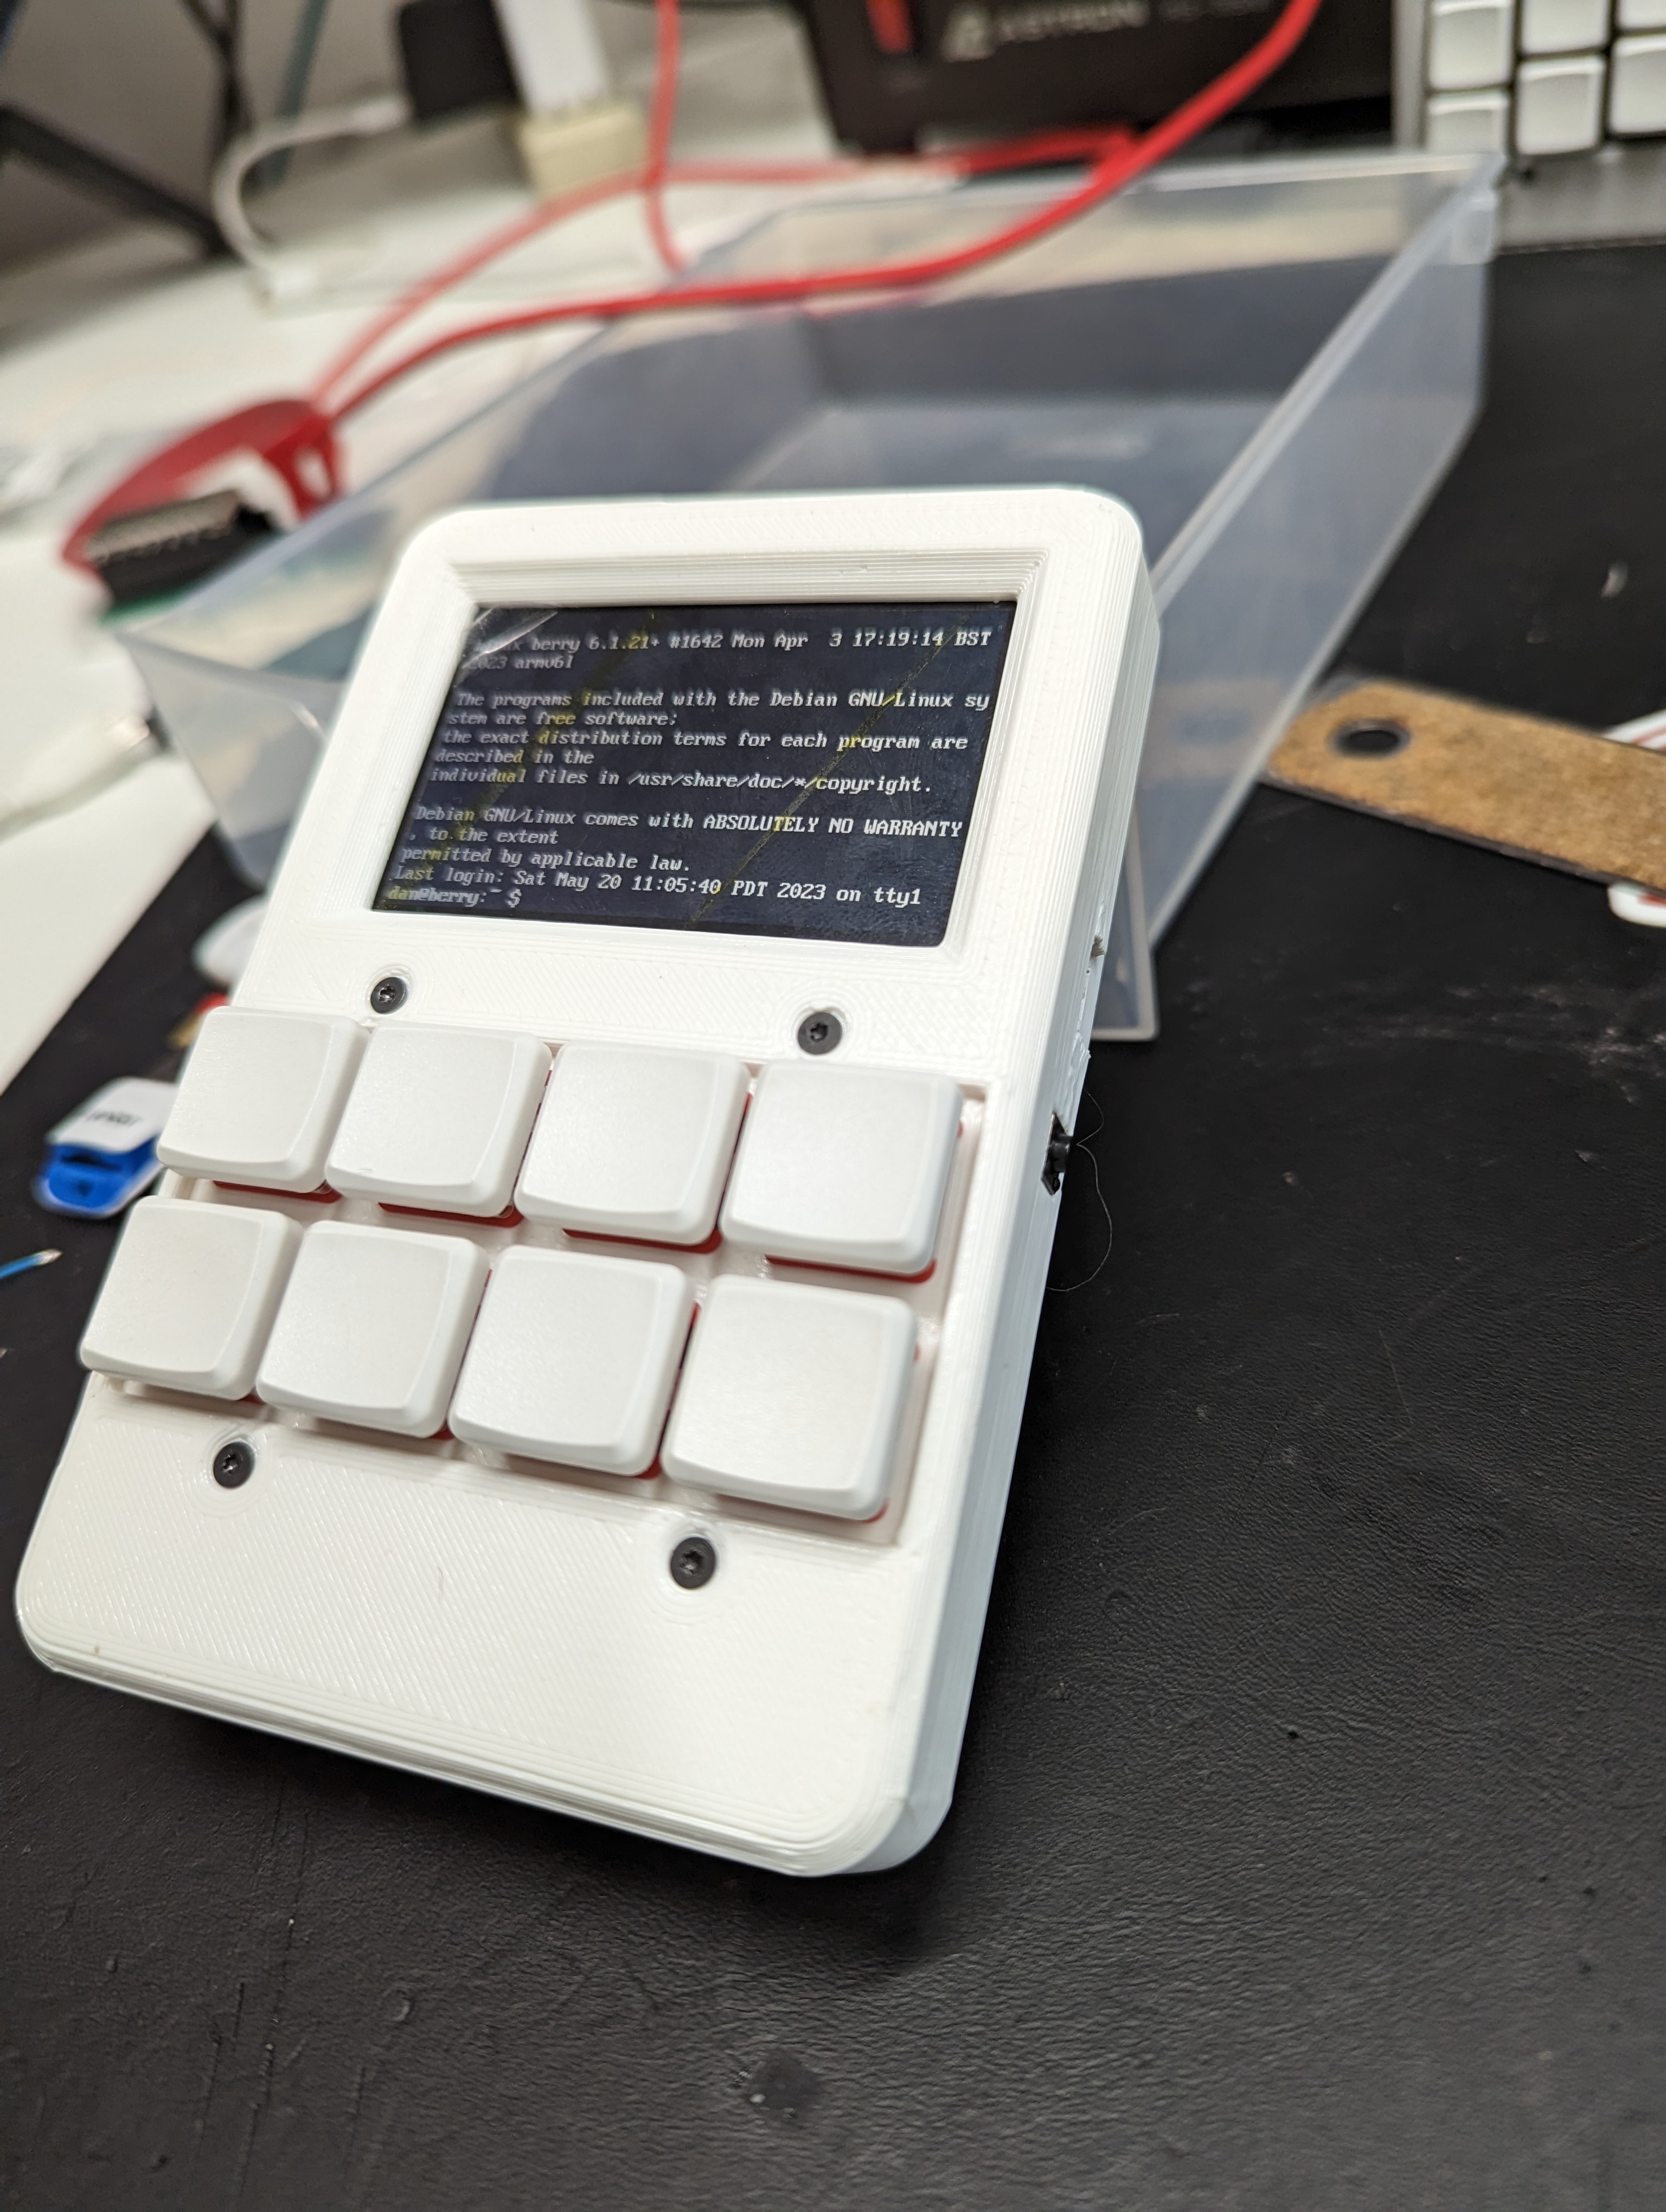 ASTRON
berry 6.1.21+ #1642 Mon Apr  3 17:19:14 BST
2023 armv6l
The programs included with the Debian GNU/Linux sy
stem are free software;
the exact distribution terms for each program are
described in the
individual files in /usr/share/doc/*/copyright.
Debian GNU/Linux comes with ABSOLUTELY NO WARRANTY
, to the extent
permitted by applicable law.
Last login: Sat May 20 11:05:40 PDT 2023 on tty1
dan@berry:~ $